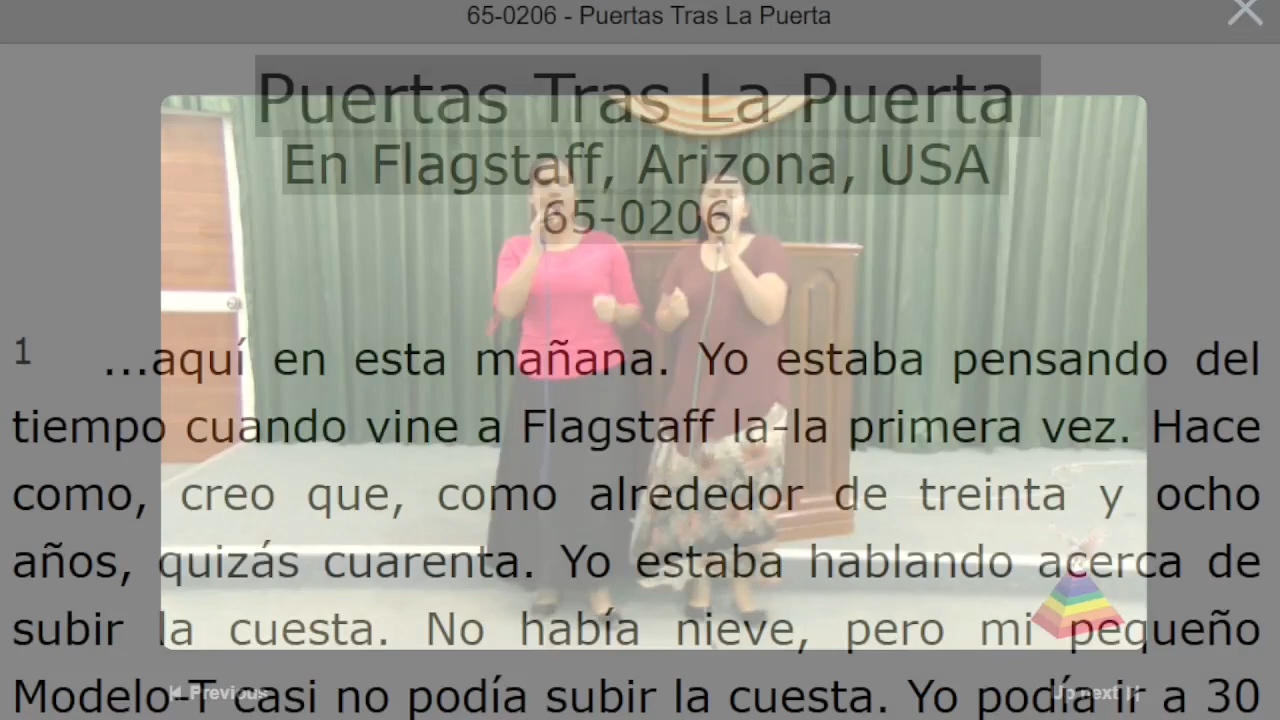 65-0206 - Puertas Tras La Puerta
Puertas Tras La Puerta
En Flagstaff, Arizona, USA
65-0206
1 ...aquí en esta mañana. Yo estaba pensando del
tiempo cuando vine a Flagstaff la-la primera vez. Hace
como, creo que, como alrededor de treinta y ocho
años, quizás cuarenta. Yo estaba hablando acerca de
subir la cuesta. No había nieve, pero mi pequeño
Modelo-T casi no podía subir la cuesta. Yo podía ir a 30
Previous
Up next